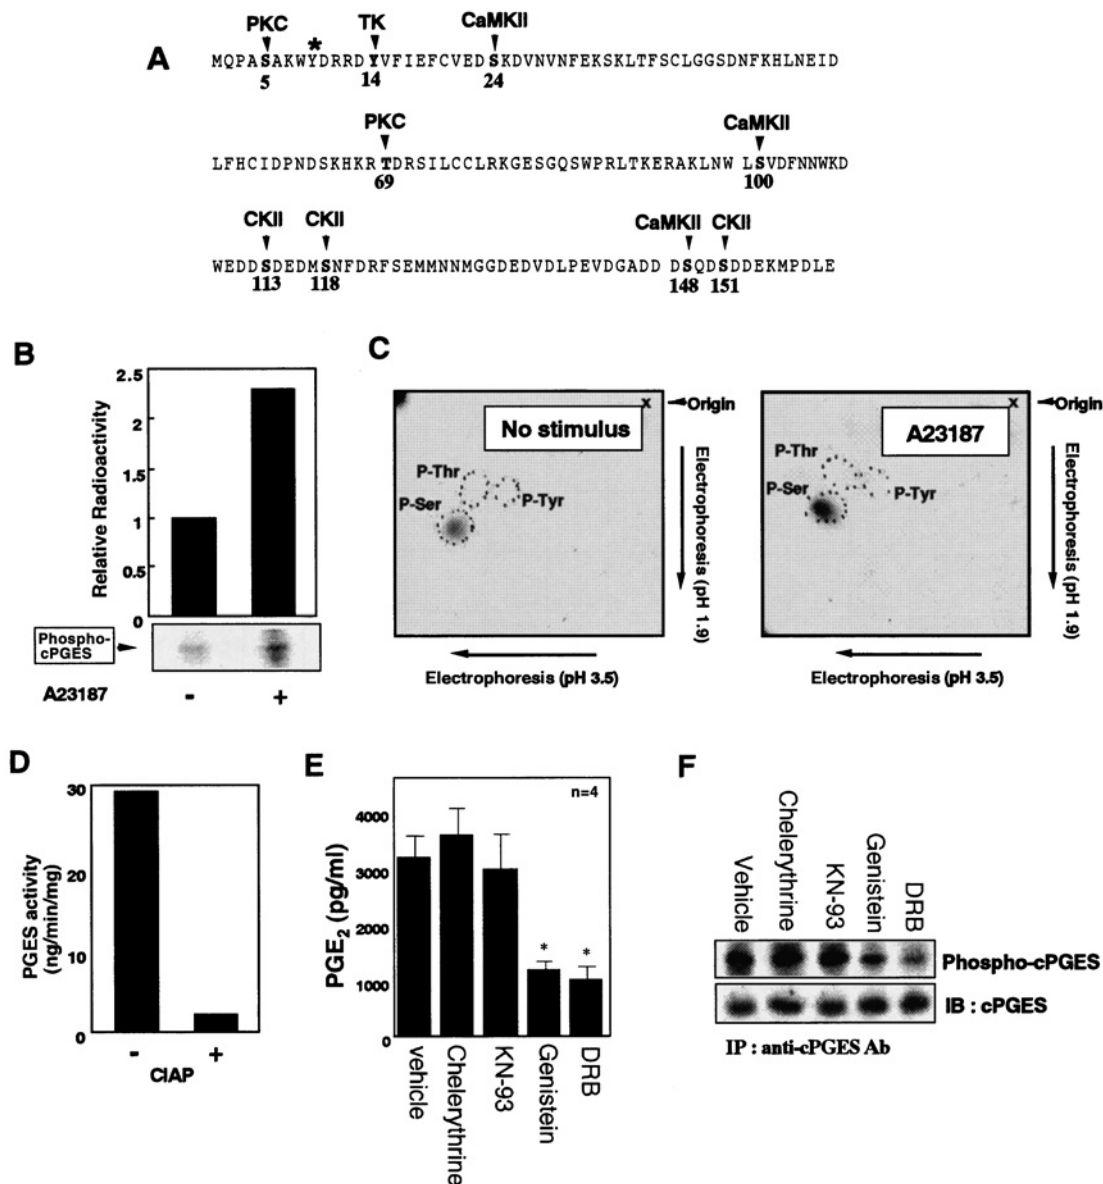 A
PKC TK CaMKII
*
MQPASAKWYDRRDYVFIEFCVEDSKDVNVNFEKSKLTFSCLGGSDNFKHLNEID
5 14 24
PKC CaMKII
LFHCIDPNDSKHKRTDRSILCCLRKGESGQSWPRLTKERAKLNW LSVDFNNWKD
69 100
CKII CKII CaMKII CKII
WEDDSDEDMSNFDRFSEMMNNMGGDEDVDLPEVDGADD DSQDSDDEKMPDLE
113 118 148 151
B
Relative Radioactivity
2.5
2
1.5
1
0.5
0
Phospho-
cPGES
A23187 - +
C
x Origin
No stimulus
P-Thr
P-Ser
P-Tyr
Electrophoresis (pH 1.9)
Electrophoresis (pH 3.5)
x Origin
A23187
P-Thr
P-Ser
P-Tyr
Electrophoresis (pH 1.9)
Electrophoresis (pH 3.5)
D
PGES activity
(ng/min/mg)
30
20
10
0
- +
CIAP
E
n=4
PGE2 (pg/ml)
4000
3000
2000
1000
0
* *
vehicle
Chelerythrine
KN-93
Genistein
DRB
F
Vehicle
Chelerythrine
KN-93
Genistein
DRB
Phospho-cPGES
IB : cPGES
IP : anti-cPGES Ab